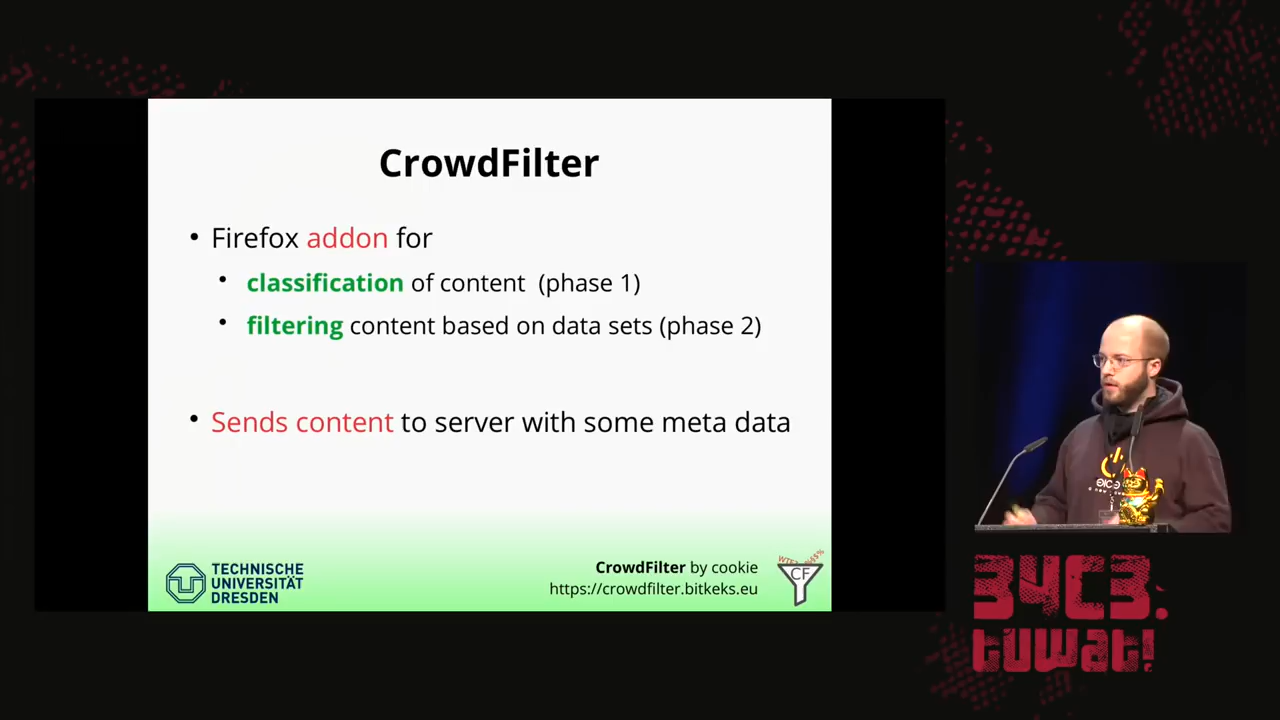 CrowdFilter
• Firefox addon for
• classification of content (phase 1)
• filtering content based on data sets (phase 2)
• Sends content to server with some meta data
TECHNISCHE
UNIVERSITÄT
DRESDEN
CrowdFilter by cookie
https://crowdfilter.bitkeks.eu
CF
34C3.
tuwat!